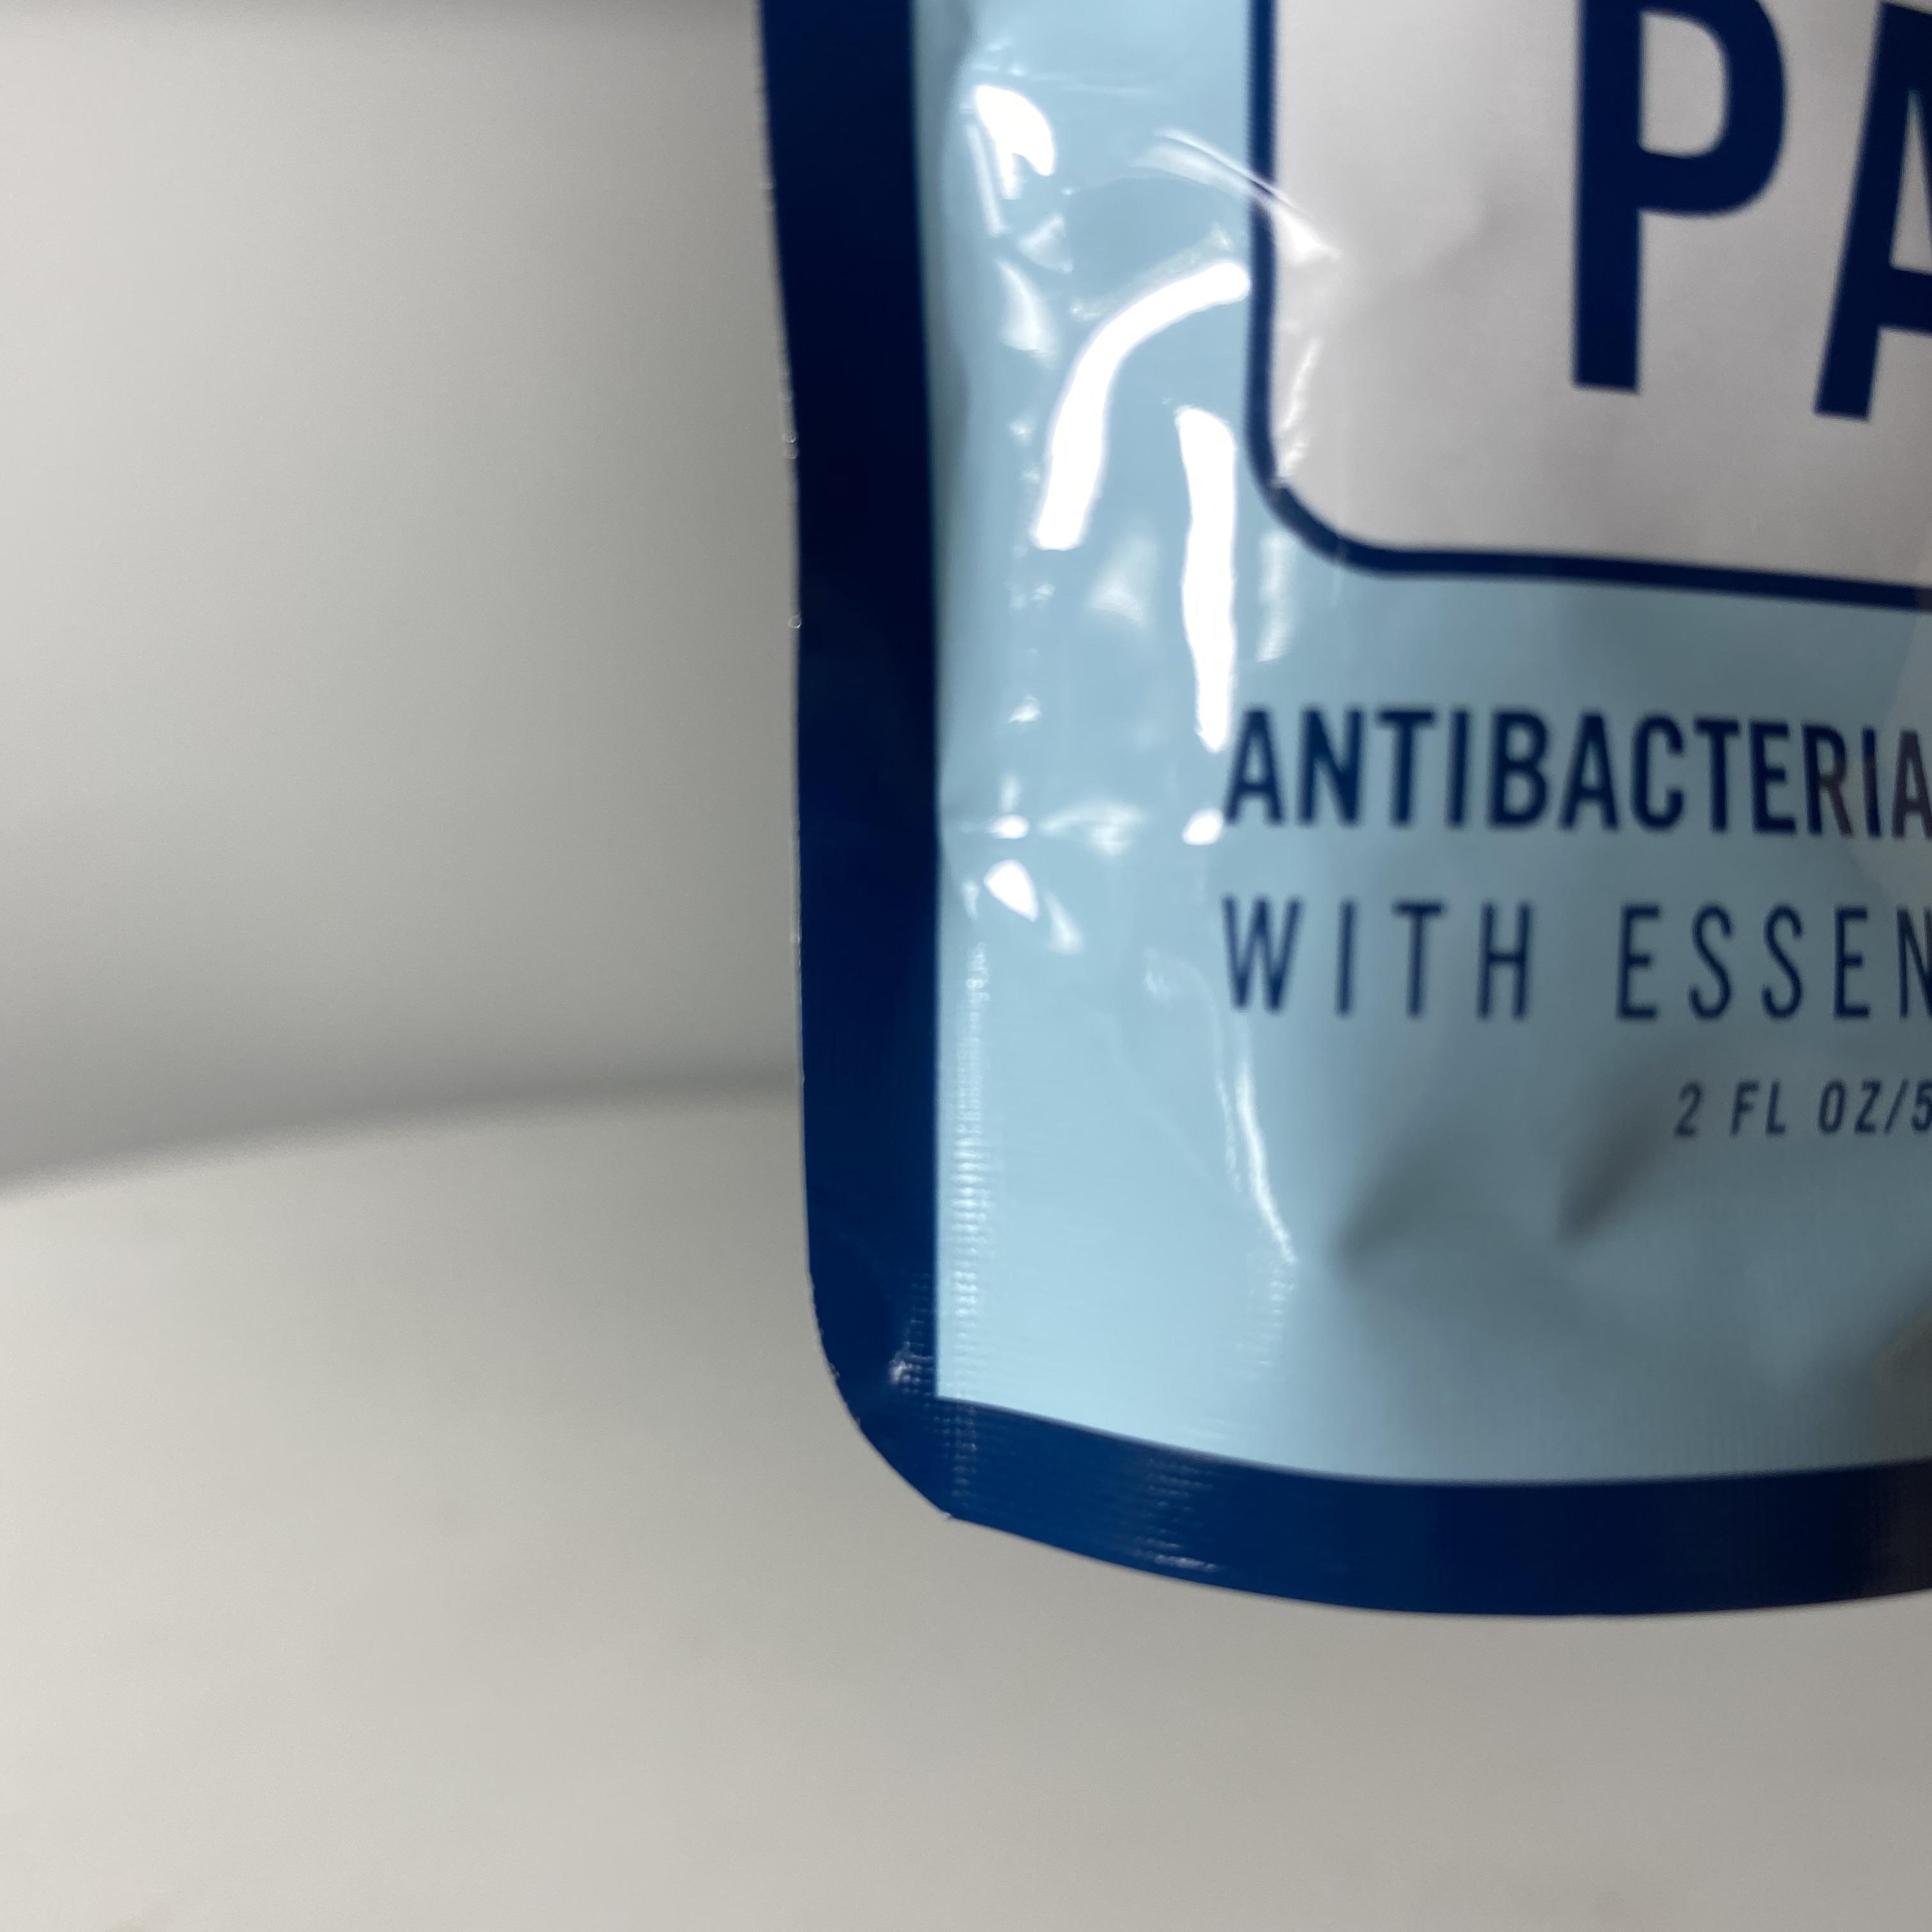 PA
ANTIBACTERIA
WITH ESSEN
2 FL OZ/5